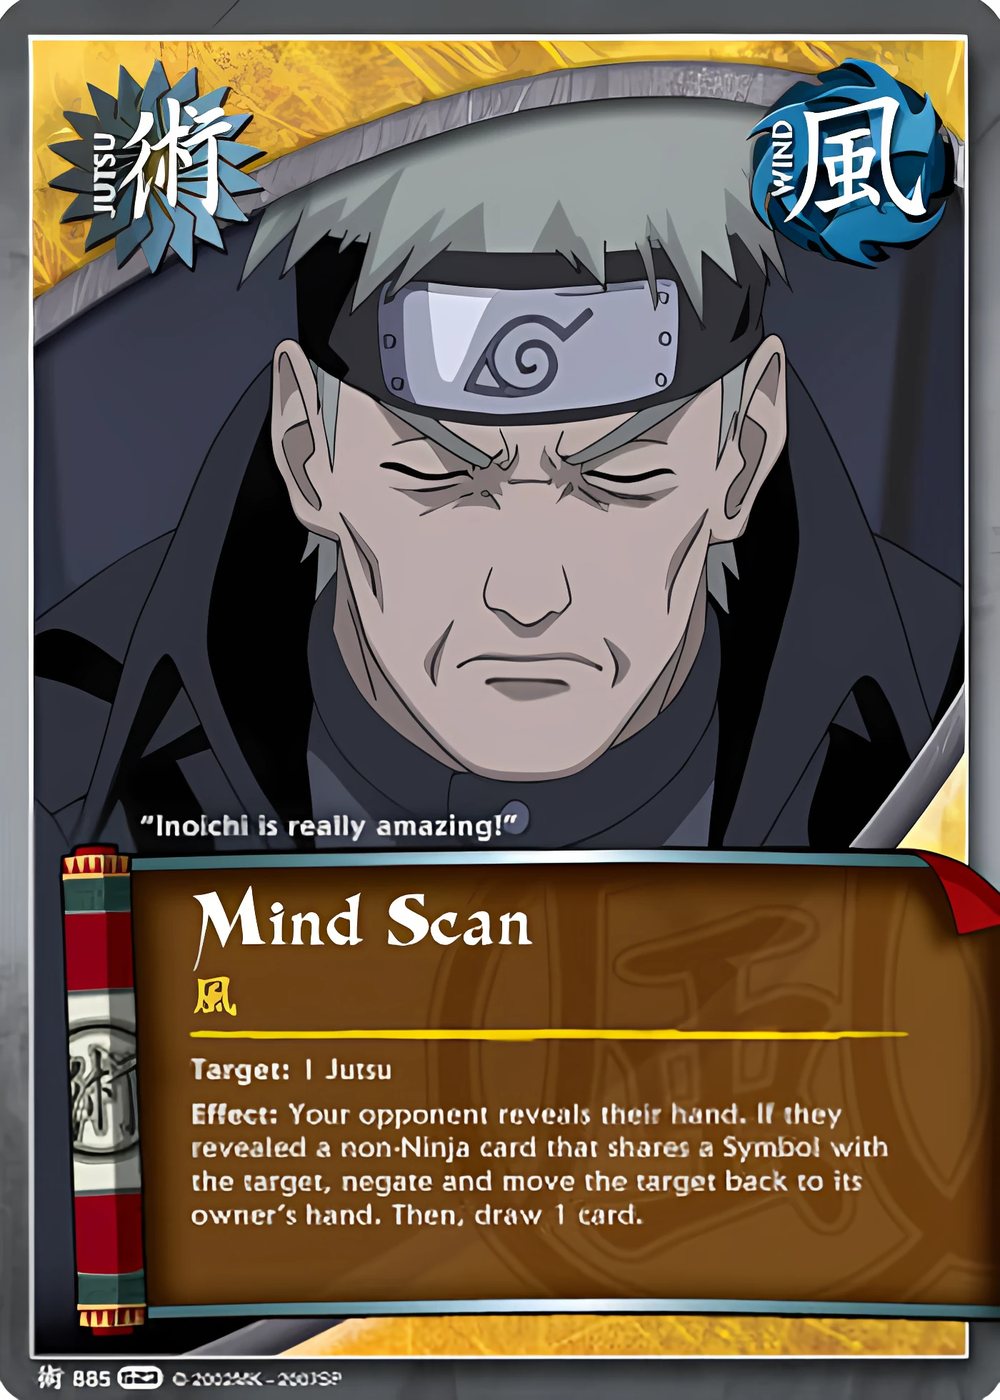 JUTSU 術
WIND 風
"Inoichi is really amazing!"
Mind Scan
風
Target: 1 Jutsu
Effect: Your opponent reveals their hand. If they
revealed a non-Ninja card that shares a Symbol with
the target, negate and move the target back to its
owner's hand. Then, draw 1 card.
術
術 885